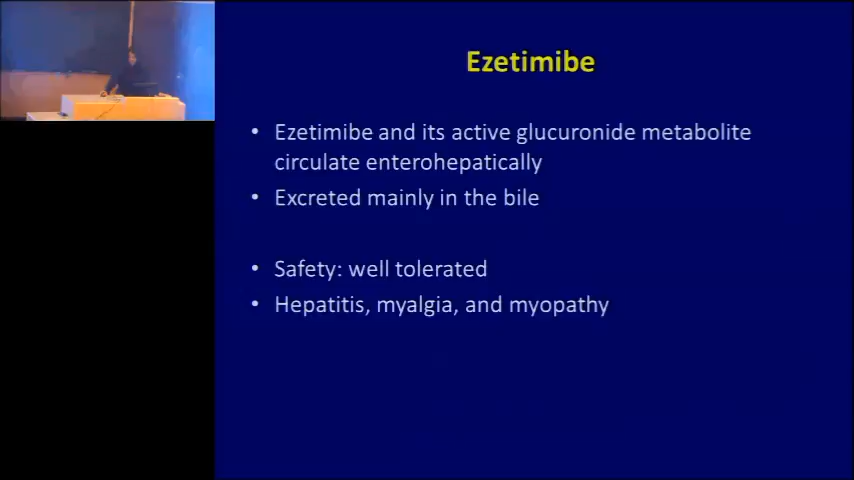 Ezetimibe
• Ezetimibe and its active glucuronide metabolite
circulate enterohepatically
• Excreted mainly in the bile
• Safety: well tolerated
• Hepatitis, myalgia, and myopathy